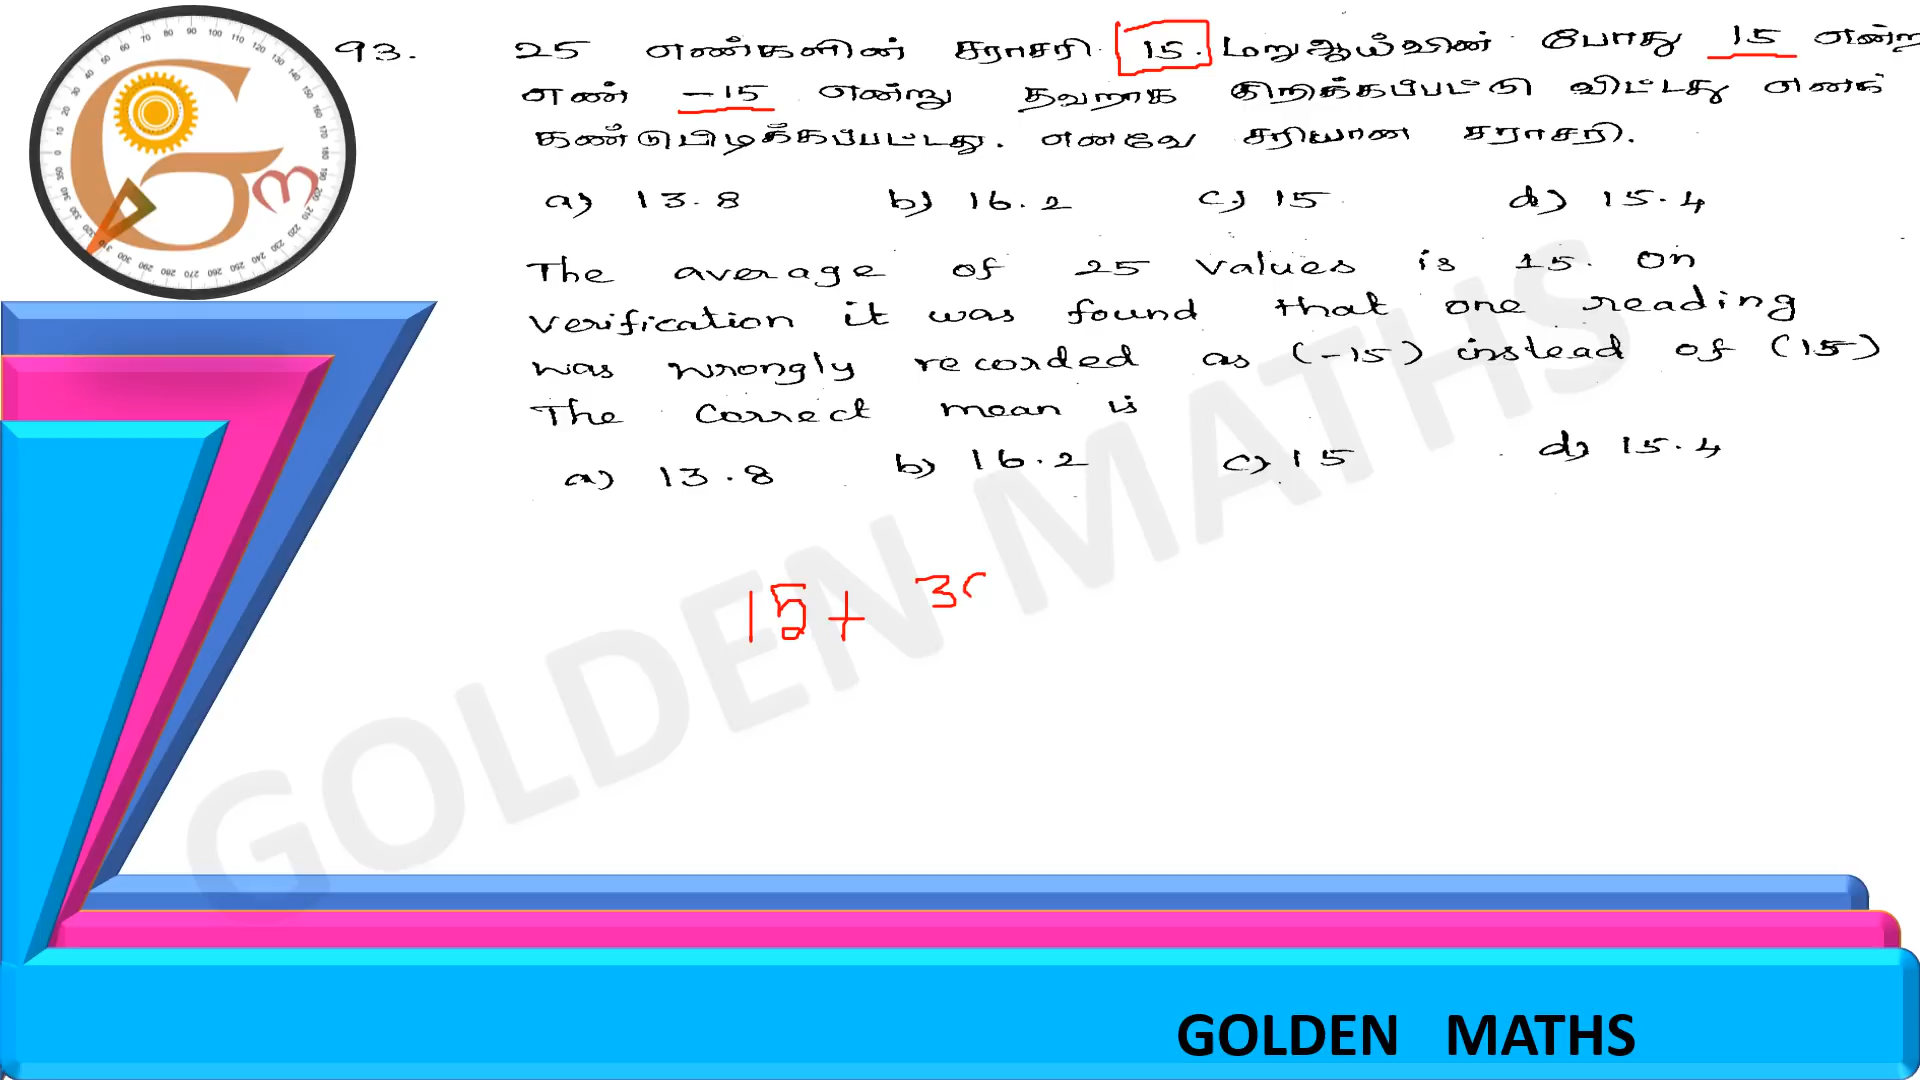 93. 25 எண்களின் சராசரி 15. மறுஆய்வின் போது 15 என்ற
எண் -15 என்று தவறாக குறிக்கப்பட்டு விட்டது எனக்
கண்டுபிடிக்கப்பட்டது. எனவே சரியான சராசரி.
a) 13.8 b) 16.2 c) 15 d) 15.4
The average of 25 values is 15. on
verification it was found that one reading
was wrongly recorded as (-15) instead of (15)
The correct mean is
a) 13.8 b) 16.2 c) 15 d) 15.4
15+ 30
GOLDEN MATHS
GOLDEN MATHS
Gm